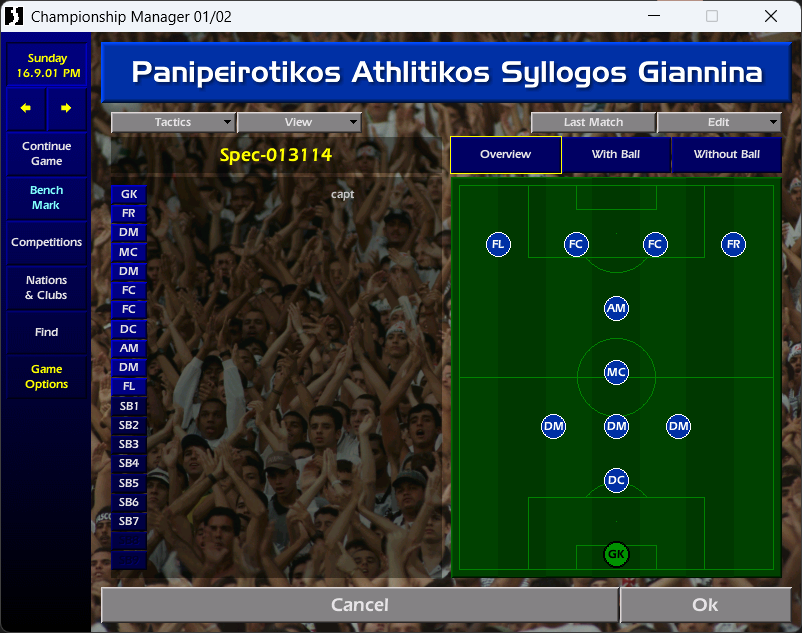 Championship Manager 01/02
Sunday
16.9.01 PM
Continue
Game
Bench
Mark
Competitions
Nations
& Clubs
Find
Game
Options
Panipeirotikos Athlitikos Syllogos Giannina
Tactics
View
Last Match
Edit
Spec-013114
Overview
With Ball
Without Ball
GK
capt
FR
DM
MC
DM
FC
FC
DC
AM
DM
FL
SB1
SB2
SB3
SB4
SB5
SB6
SB7
FL
FC
FC
FR
AM
MC
DM
DM
DM
DC
GK
Cancel
Ok